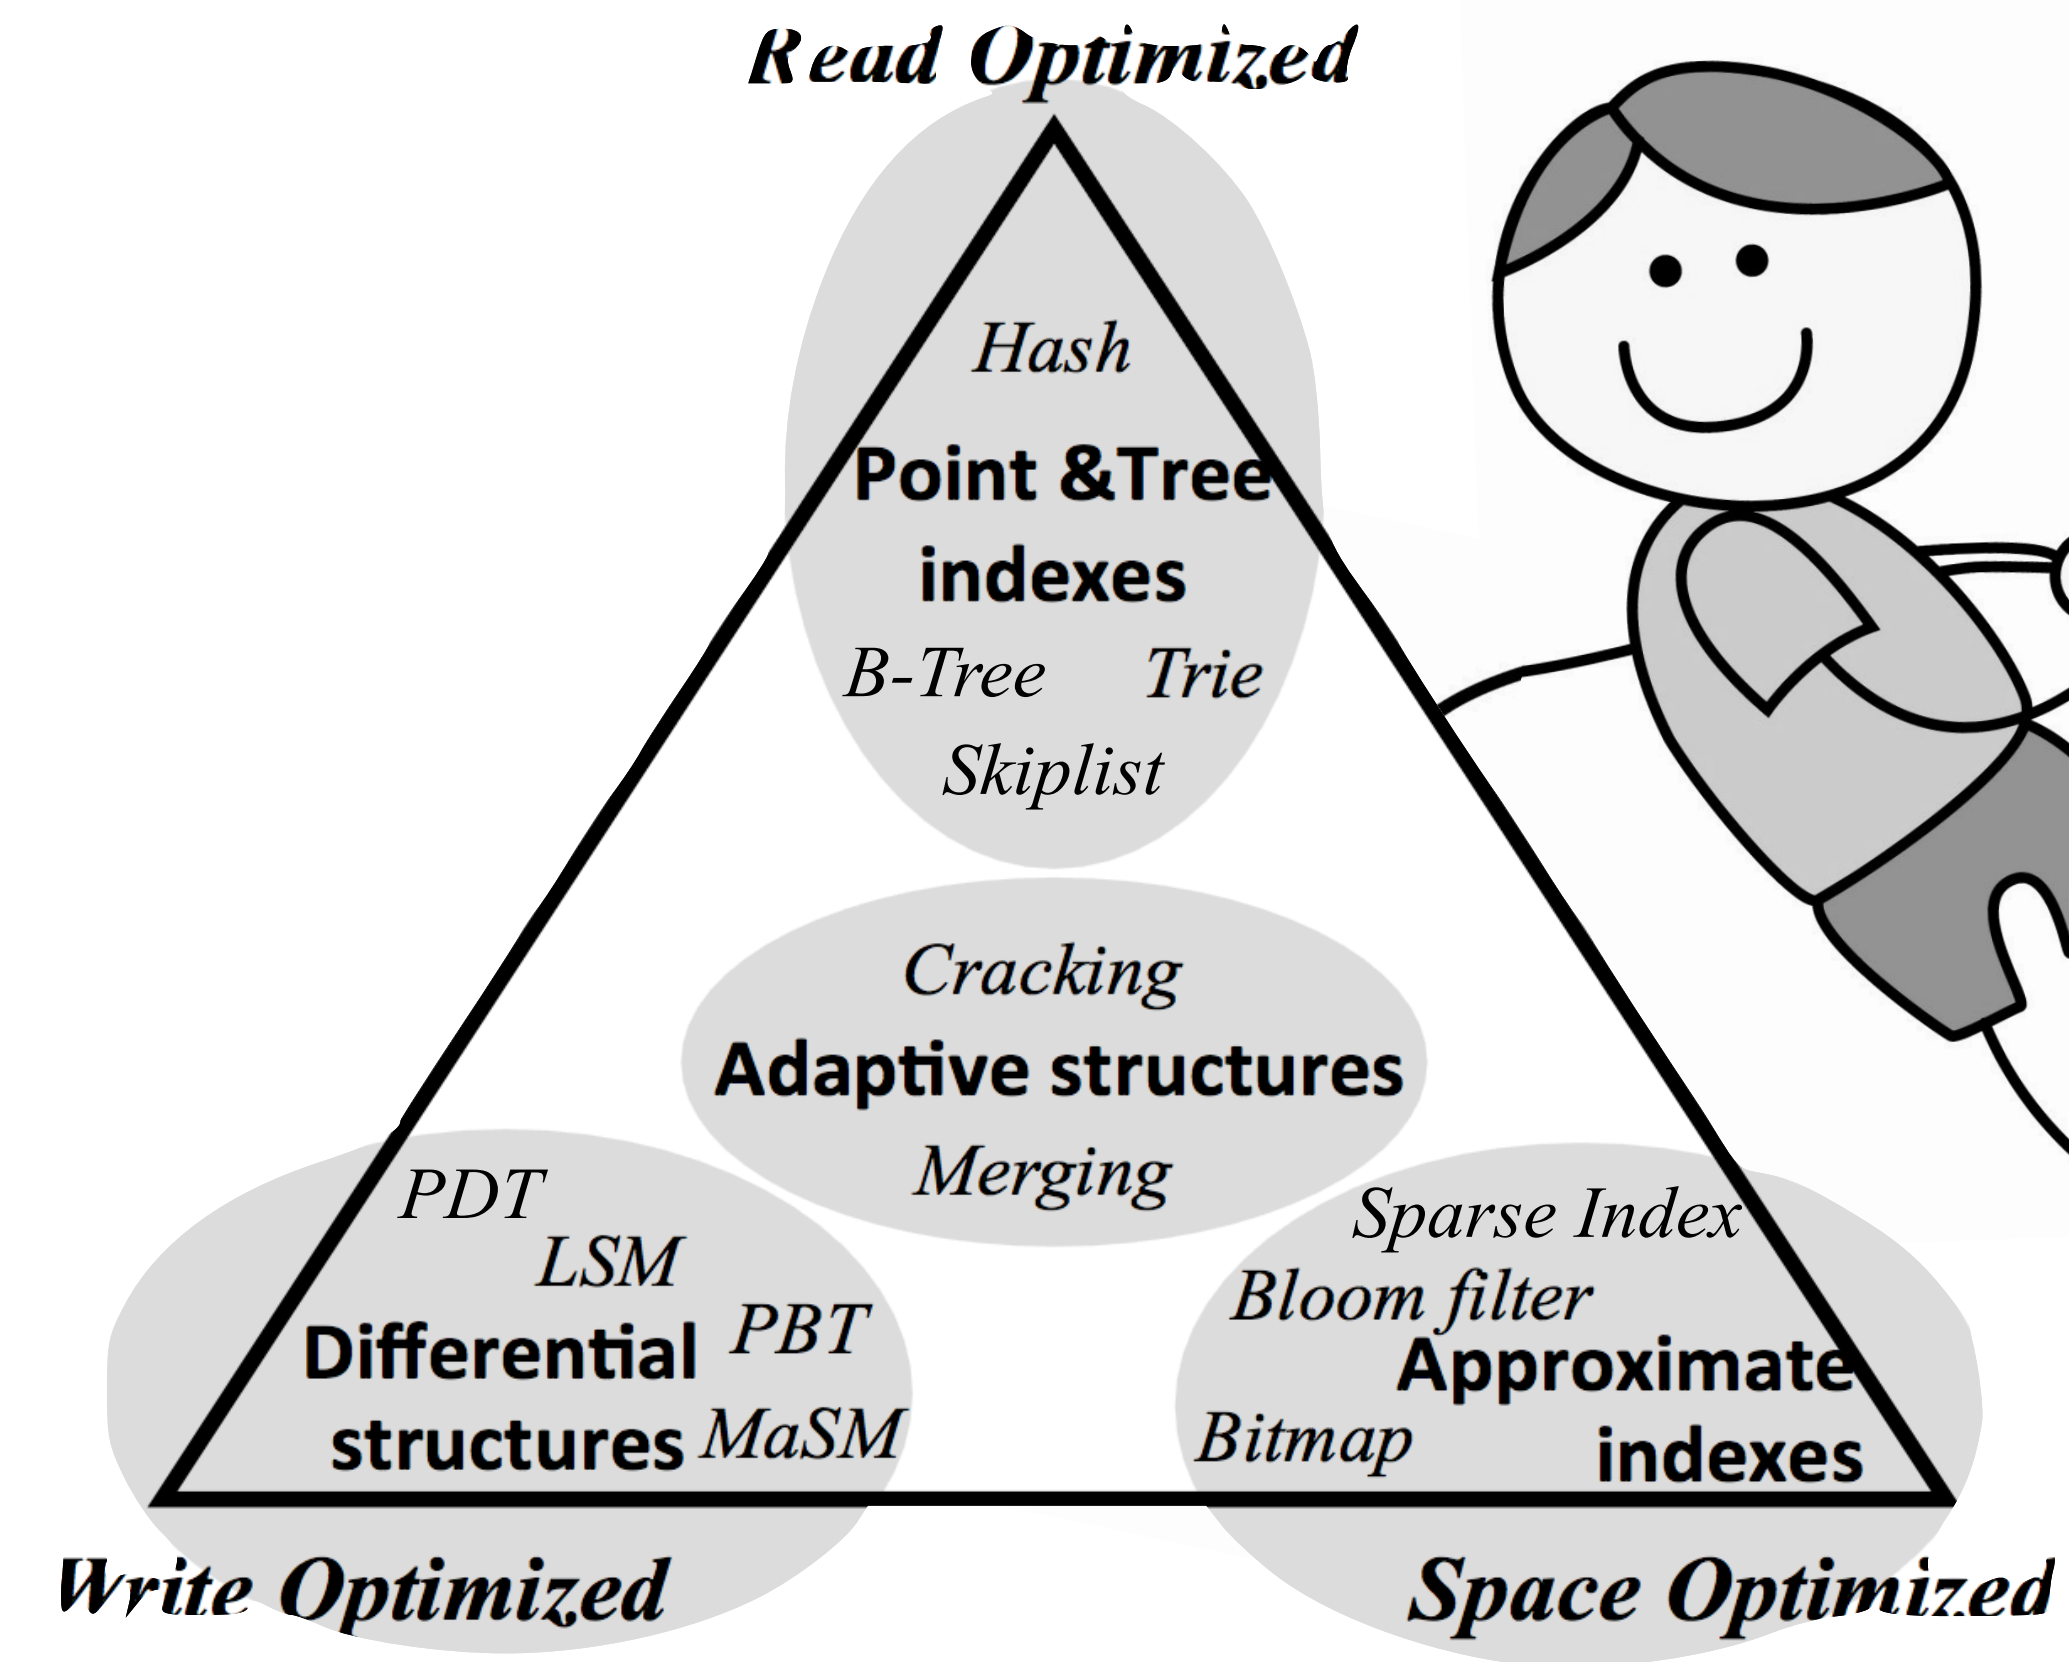 Read Optimized
Hash
Point &Tree
indexes
B-Tree Trie
Skiplist
Cracking
Adaptive structures
Merging
PDT
LSM
PBT
Differential
structures
MaSM
Sparse Index
Bloom filter
Approximate
indexes
Bitmap
Write Optimized
Space Optimized